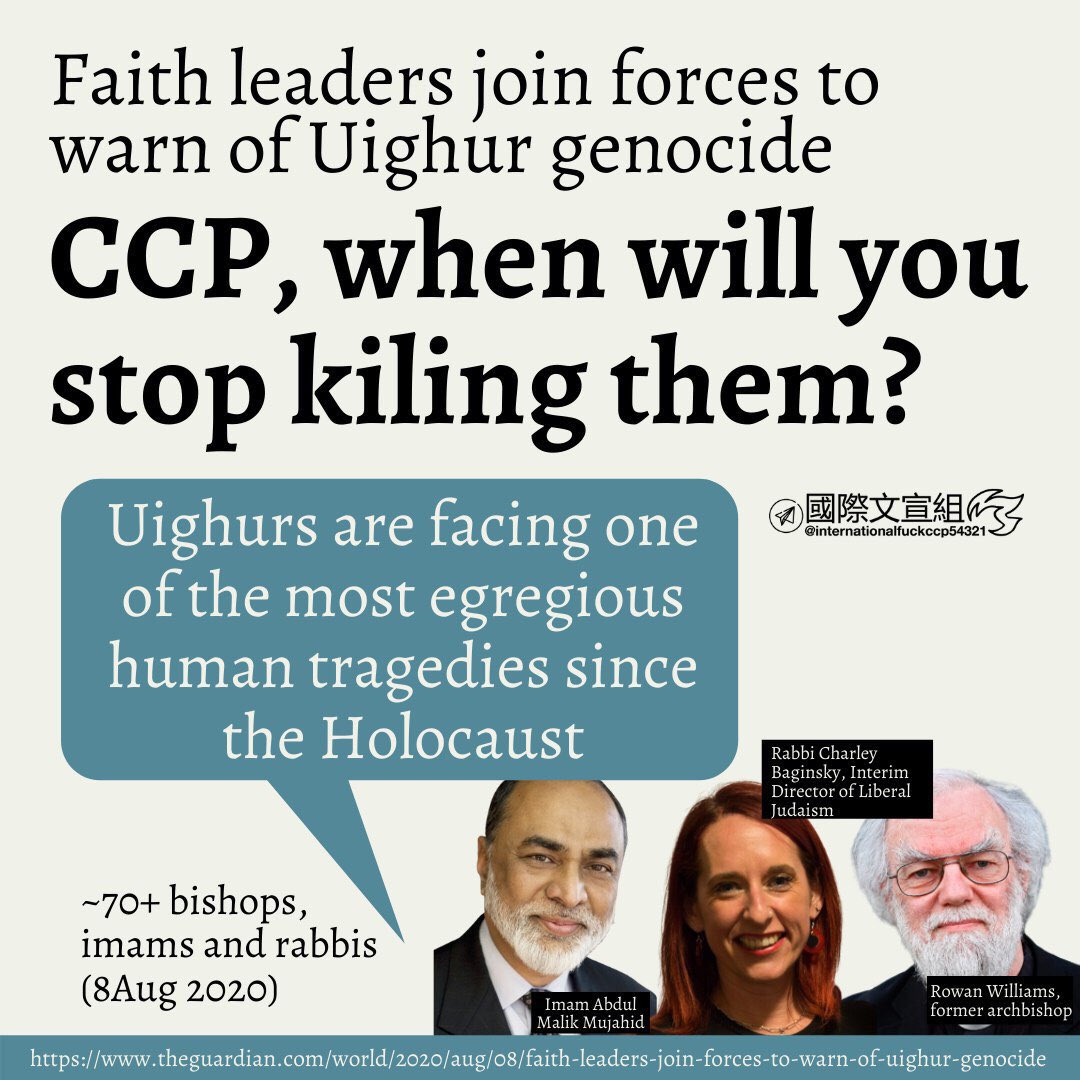 Faith leaders join forces to
warn of Uighur genocide
CCP, when will you
stop kiling them?
Uighurs are facing one
of the most egregious
human tragedies since
the Holocaust
國際文宣組
@internationalfuckccp54321
~70+ bishops,
imams and rabbis
(8Aug 2020)
Rabbi Charley
Baginsky, Interim
Director of Liberal
Judaism
Imam Abdul
Malik Mujahid
Rowan Williams,
former archbishop
https://www.theguardian.com/world/2020/aug/08/faith-leaders-join-forces-to-warn-of-uighur-genocide